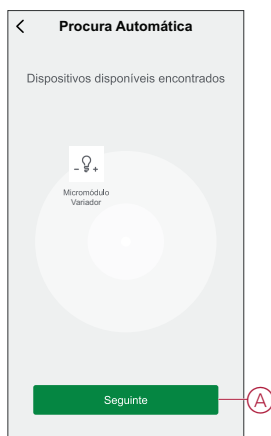 Procura Automática
Dispositivos disponíveis encontrados
Micromódulo
Variador
Seguinte
A